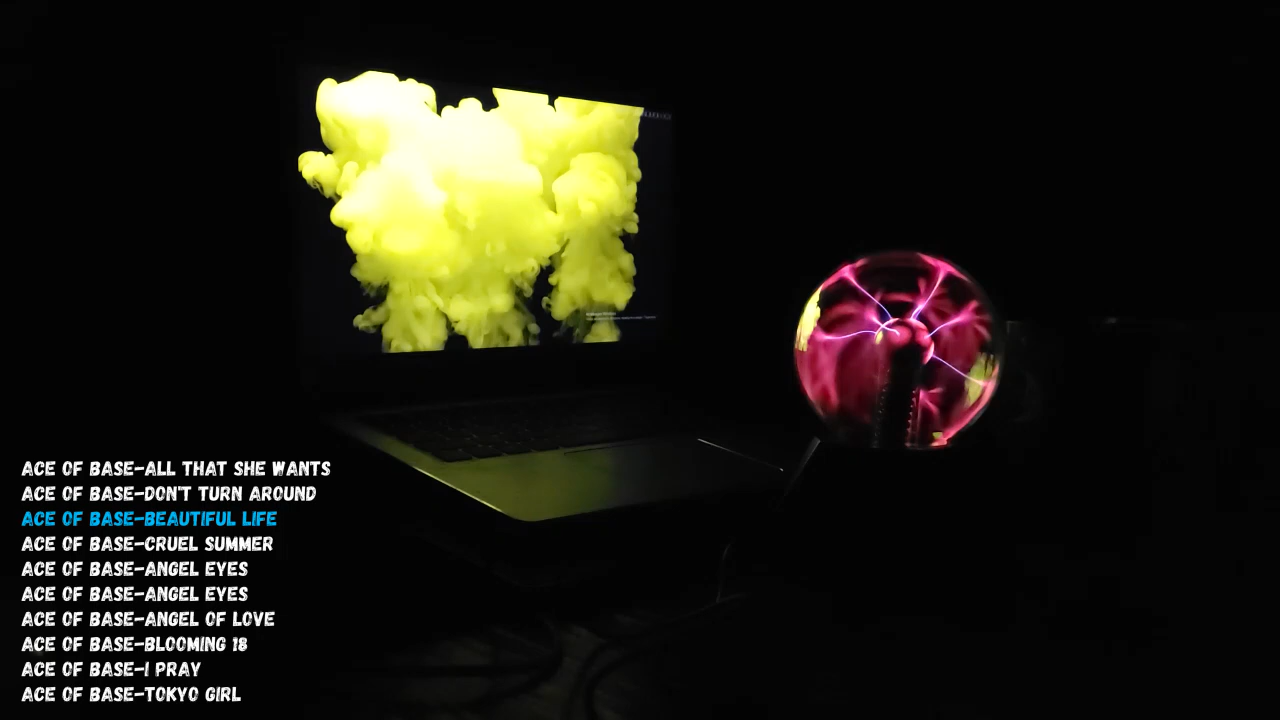 ACE OF BASE-ALL THAT SHE WANTS
ACE OF BASE-DON'T TURN AROUND
ACE OF BASE-BEAUTIFUL LIFE
ACE OF BASE-CRUEL SUMMER
ACE OF BASE-ANGEL EYES
ACE OF BASE-ANGEL EYES
ACE OF BASE-ANGEL OF LOVE
ACE OF BASE-BLOOMING 18
ACE OF BASE-I PRAY
ACE OF BASE-TOKYO GIRL